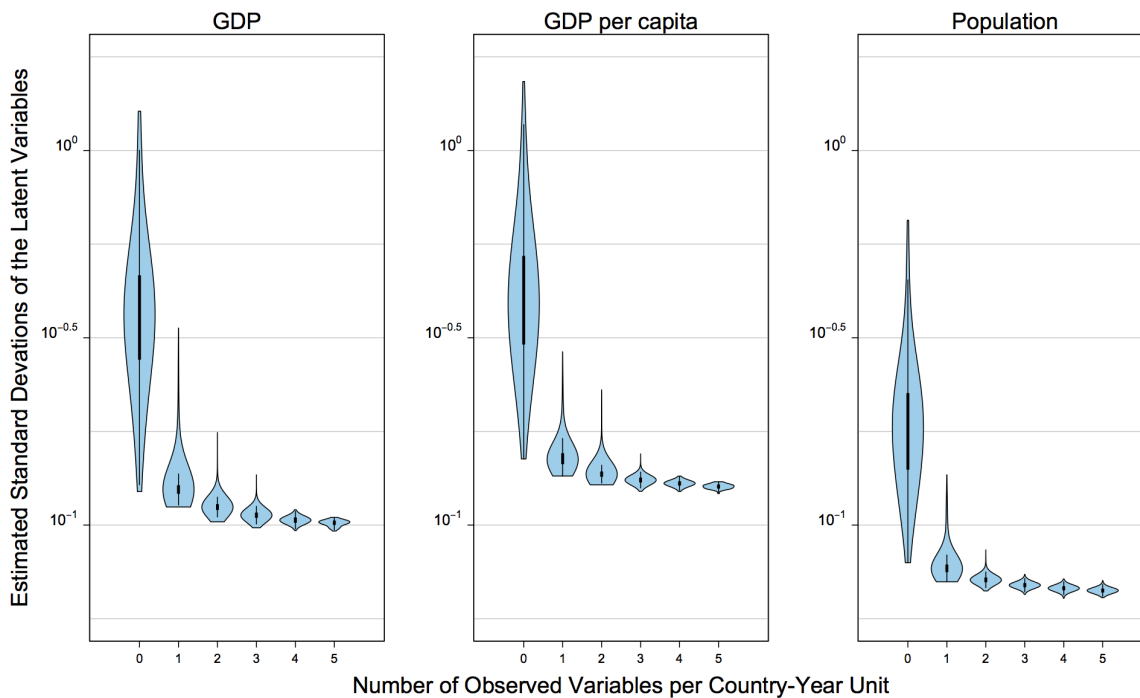 GDP
GDP per capita
Population
Estimated Standard Devations of the Latent Variables
10^0
10^−0.5
10^−1
0 1 2 3 4 5
10^0
10^−0.5
10^−1
0 1 2 3 4 5
10^0
10^−0.5
10^−1
0 1 2 3 4 5
Number of Observed Variables per Country-Year Unit